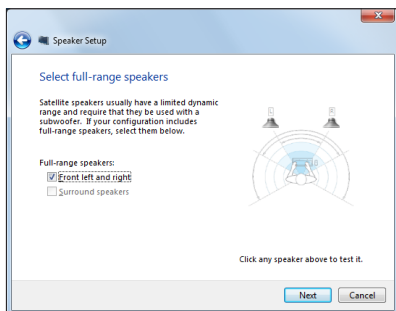 Speaker Setup
Select full-range speakers
Satellite speakers usually have a limited dynamic
range and require that they be used with a
subwoofer. If your configuration includes
full-range speakers, select them below.
Full-range speakers:
Front left and right
Surround speakers
Click any speaker above to test it.
Next Cancel